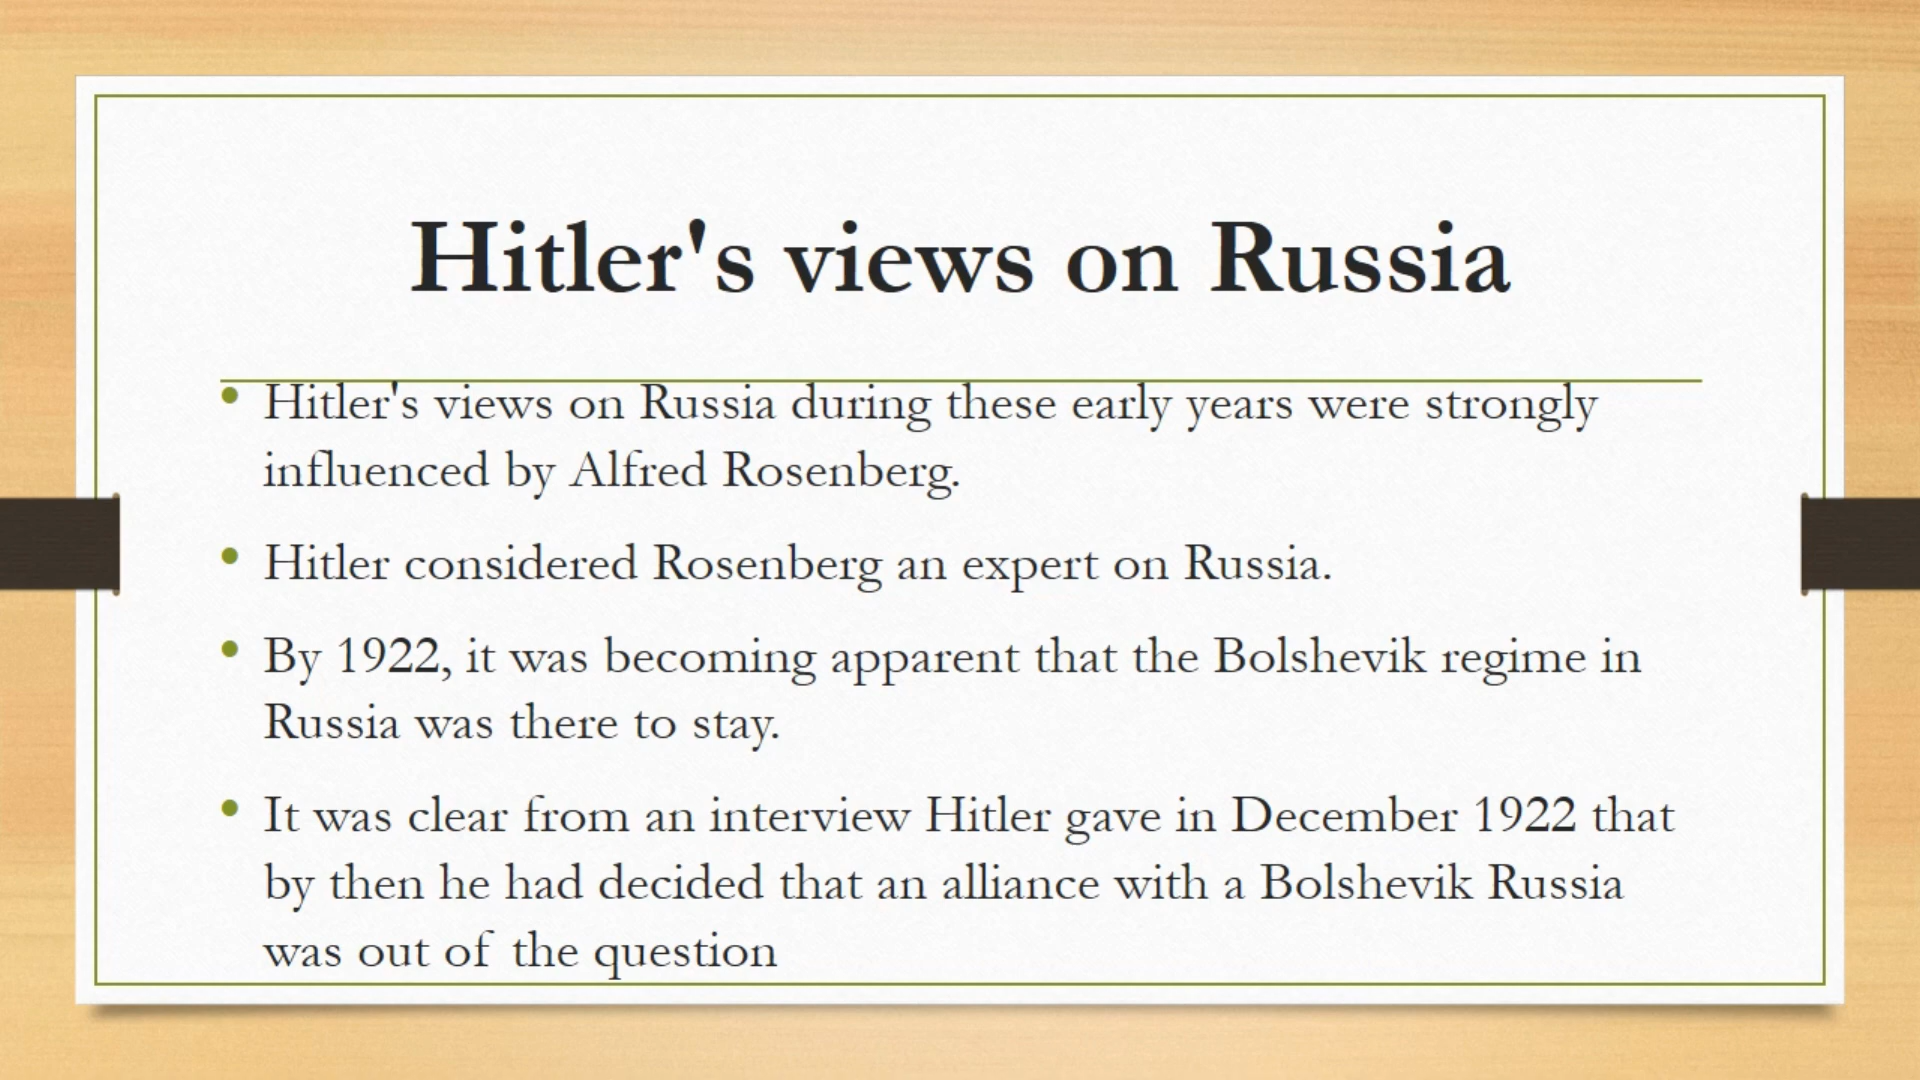 Hitler's views on Russia
• Hitler's views on Russia during these early years were strongly
influenced by Alfred Rosenberg.
• Hitler considered Rosenberg an expert on Russia.
• By 1922, it was becoming apparent that the Bolshevik regime in
Russia was there to stay.
• It was clear from an interview Hitler gave in December 1922 that
by then he had decided that an alliance with a Bolshevik Russia
was out of the question